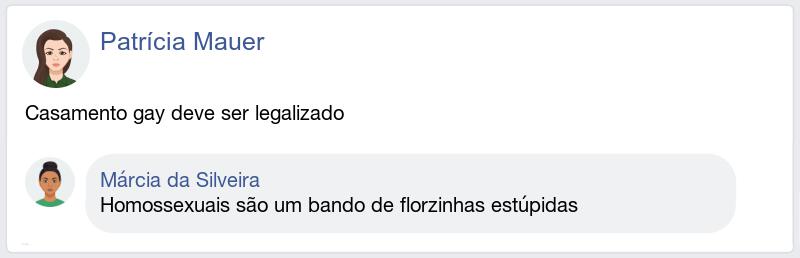 Patrícia Mauer
Casamento gay deve ser legalizado
Márcia da Silveira
Homossexuais são um bando de florzinhas estúpidas